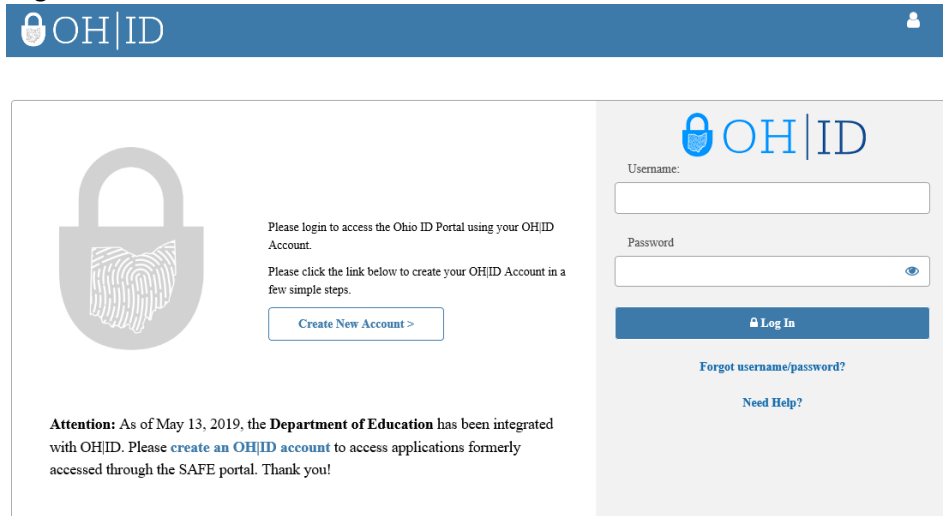 OH|ID
Please login to access the Ohio ID Portal using your OH|ID
Account.
Please click the link below to create your OH|ID Account in a
few simple steps.
Create New Account >
Attention: As of May 13, 2019, the Department of Education has been integrated
with OH|ID. Please create an OH|ID account to access applications formerly
accessed through the SAFE portal. Thank you!
OH|ID
Username:
Password
Log In
Forgot username/password?
Need Help?